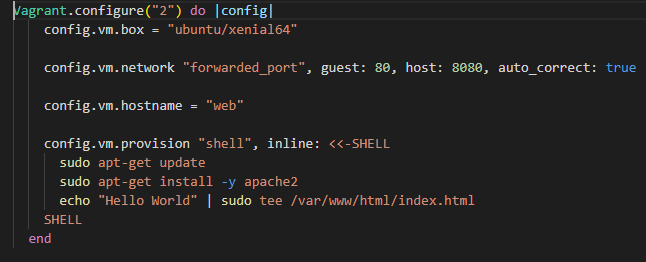 Vagrant.configure("2") do |config|
config.vm.box = "ubuntu/xenial64"
config.vm.network "forwarded_port", guest: 80, host: 8080, auto_correct: true
config.vm.hostname = "web"
config.vm.provision "shell", inline: <<-SHELL
sudo apt-get update
sudo apt-get install -y apache2
echo "Hello World" | sudo tee /var/www/html/index.html
SHELL
end